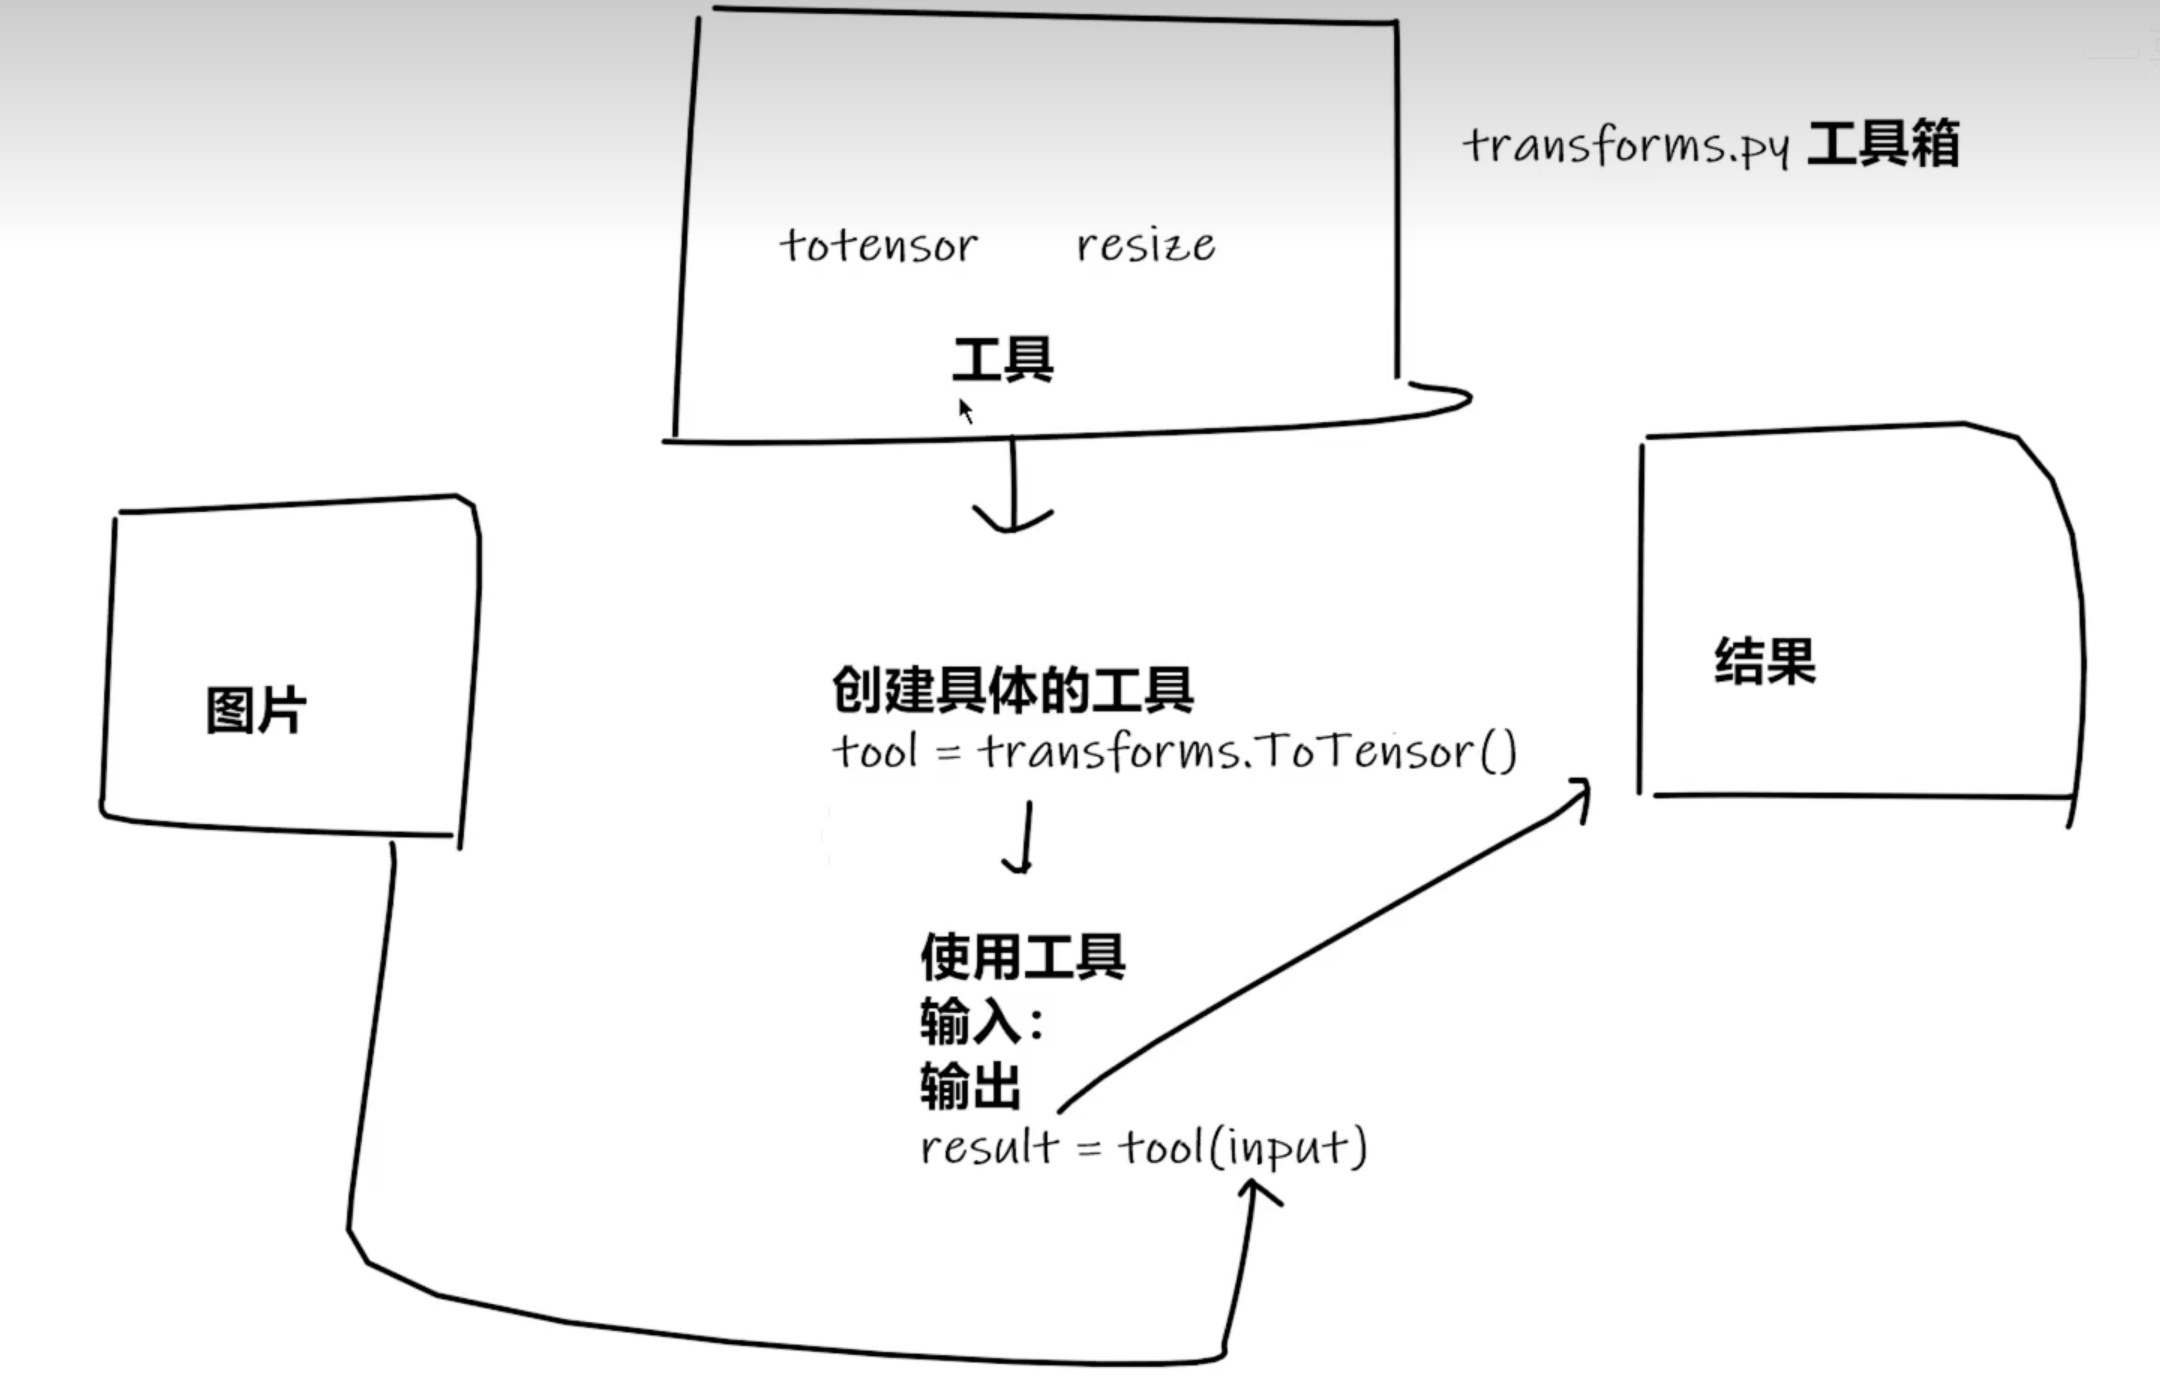 transforms.py 工具箱
totensor resize
工具
图片
创建具体的工具
tool = transforms.ToTensor()
结果
使用工具
输入：
输出
result = tool(input)